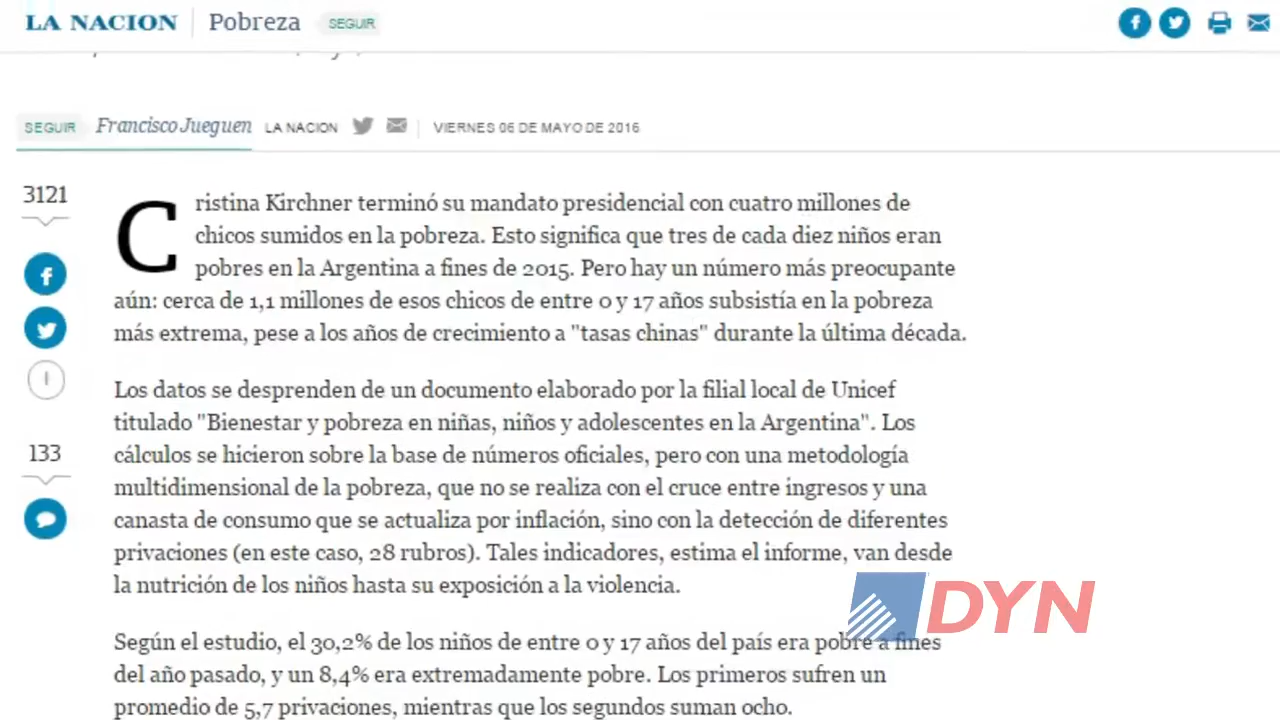 LA NACION Pobreza SEGUIR
SEGUIR Francisco Jueguen LA NACION VIERNES 06 DE MAYO DE 2016
3121
Cristina Kirchner terminó su mandato presidencial con cuatro millones de
chicos sumidos en la pobreza. Esto significa que tres de cada diez niños eran
pobres en la Argentina a fines de 2015. Pero hay un número más preocupante
aún: cerca de 1,1 millones de esos chicos de entre 0 y 17 años subsistía en la pobreza
más extrema, pese a los años de crecimiento a "tasas chinas" durante la última década.
Los datos se desprenden de un documento elaborado por la filial local de Unicef
titulado "Bienestar y pobreza en niñas, niños y adolescentes en la Argentina". Los
133
cálculos se hicieron sobre la base de números oficiales, pero con una metodología
multidimensional de la pobreza, que no se realiza con el cruce entre ingresos y una
canasta de consumo que se actualiza por inflación, sino con la detección de diferentes
privaciones (en este caso, 28 rubros). Tales indicadores, estima el informe, van desde
la nutrición de los niños hasta su exposición a la violencia.
DYN
Según el estudio, el 30,2% de los niños de entre 0 y 17 años del país era pobre a fines
del año pasado, y un 8,4% era extremadamente pobre. Los primeros sufren un
promedio de 5,7 privaciones, mientras que los segundos suman ocho.